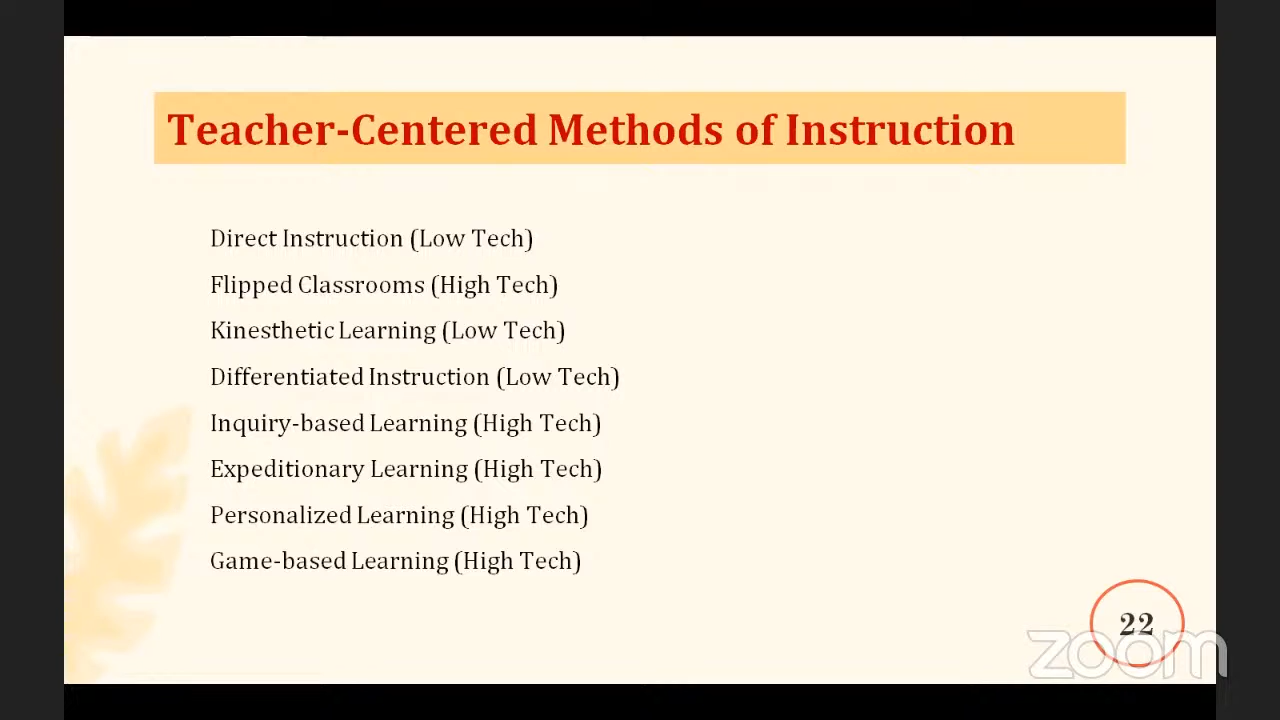 Teacher-Centered Methods of Instruction
Direct Instruction (Low Tech)
Flipped Classrooms (High Tech)
Kinesthetic Learning (Low Tech)
Differentiated Instruction (Low Tech)
Inquiry-based Learning (High Tech)
Expeditionary Learning (High Tech)
Personalized Learning (High Tech)
Game-based Learning (High Tech)
22
zoom